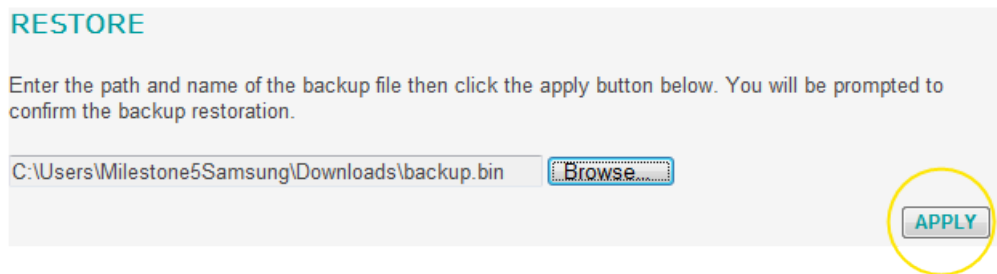 RESTORE
Enter the path and name of the backup file then click the apply button below. You will be prompted to
confirm the backup restoration.
C:\Users\Milestone5Samsung\Downloads\backup.bin Browse...
APPLY